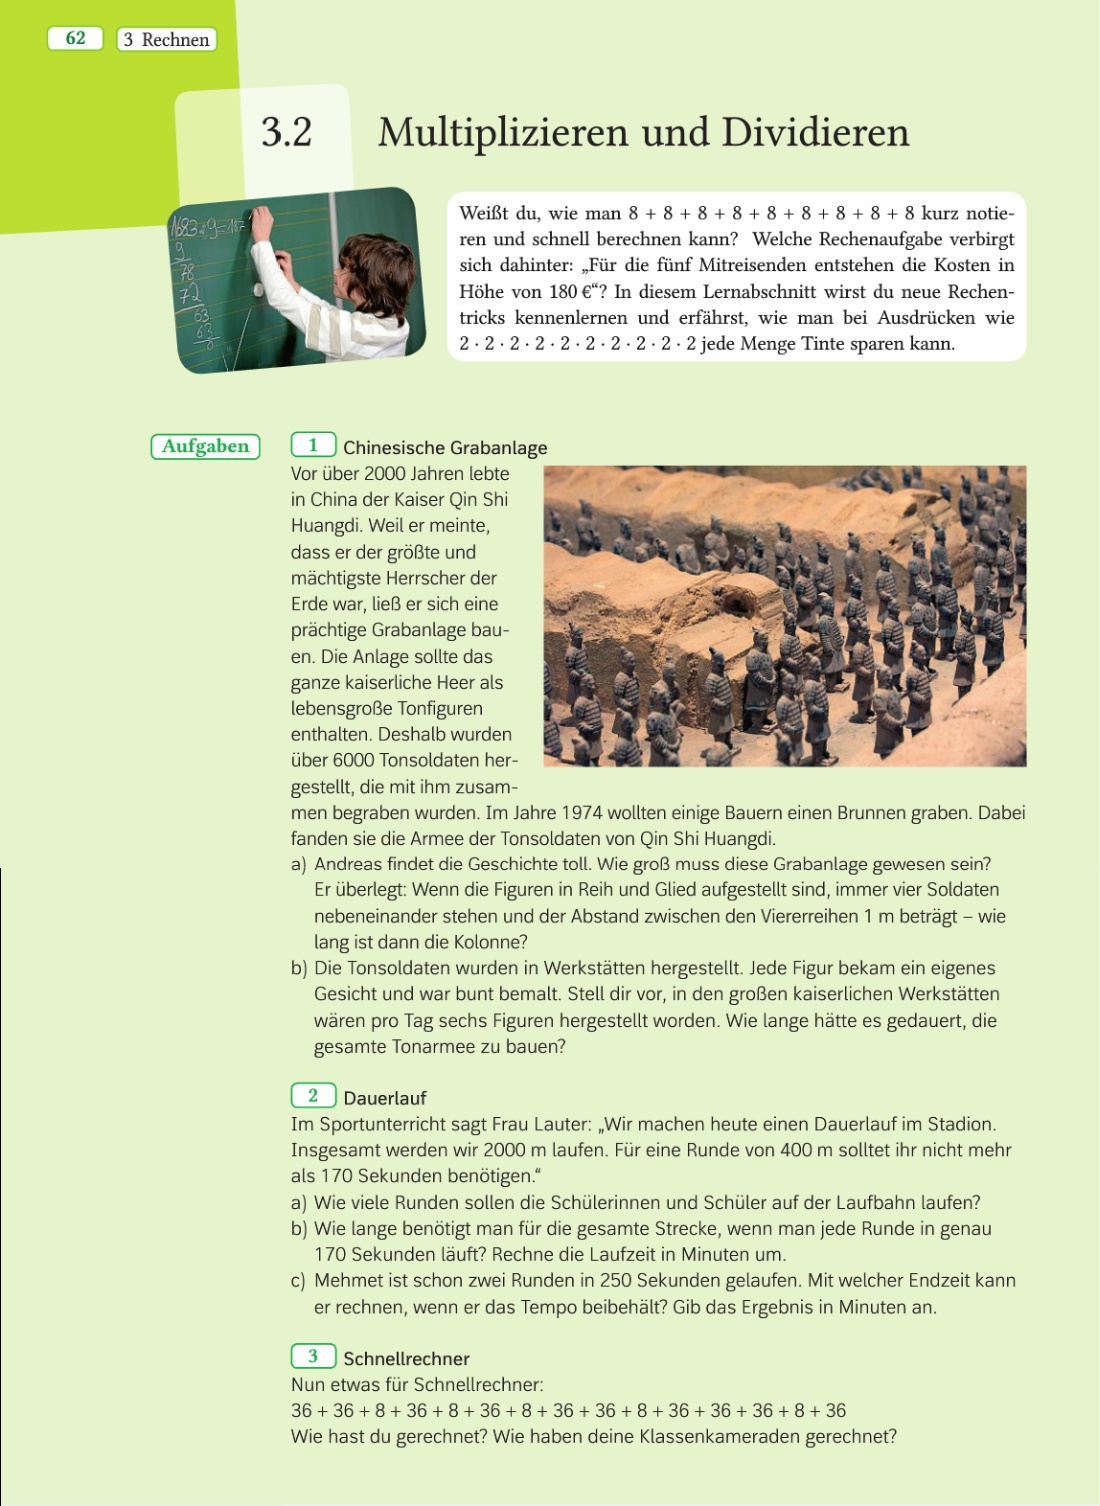 62
3 Rechnen
3.2
Multiplizieren und Dividieren
1683:9=187
9
78
72
63
63
0
Weißt du, wie man 8 + 8 + 8 + 8 + 8 + 8 + 8 + 8 + 8 kurz notie-
ren und schnell berechnen kann? Welche Rechenaufgabe verbirgt
sich dahinter: „Für die fünf Mitreisenden entstehen die Kosten in
Höhe von 180 €“? In diesem Lernabschnitt wirst du neue Rechen-
tricks kennenlernen und erfährst, wie man bei Ausdrücken wie
2 · 2 · 2 · 2 · 2 · 2 · 2 · 2 · 2 · 2 jede Menge Tinte sparen kann.
Aufgaben
1 Chinesische Grabanlage
Vor über 2000 Jahren lebte
in China der Kaiser Qin Shi
Huangdi. Weil er meinte,
dass er der größte und
mächtigste Herrscher der
Erde war, ließ er sich eine
prächtige Grabanlage bau-
en. Die Anlage sollte das
ganze kaiserliche Heer als
lebensgroße Tonfiguren
enthalten. Deshalb wurden
über 6000 Tonsoldaten her-
gestellt, die mit ihm zusam-
men begraben wurden. Im Jahre 1974 wollten einige Bauern einen Brunnen graben. Dabei
fanden sie die Armee der Tonsoldaten von Qin Shi Huangdi.
a) Andreas findet die Geschichte toll. Wie groß muss diese Grabanlage gewesen sein?
Er überlegt: Wenn die Figuren in Reih und Glied aufgestellt sind, immer vier Soldaten
nebeneinander stehen und der Abstand zwischen den Viererreihen 1 m beträgt – wie
lang ist dann die Kolonne?
b) Die Tonsoldaten wurden in Werkstätten hergestellt. Jede Figur bekam ein eigenes
Gesicht und war bunt bemalt. Stell dir vor, in den großen kaiserlichen Werkstätten
wären pro Tag sechs Figuren hergestellt worden. Wie lange hätte es gedauert, die
gesamte Tonarmee zu bauen?
2 Dauerlauf
Im Sportunterricht sagt Frau Lauter: „Wir machen heute einen Dauerlauf im Stadion.
Insgesamt werden wir 2000 m laufen. Für eine Runde von 400 m solltet ihr nicht mehr
als 170 Sekunden benötigen.“
a) Wie viele Runden sollen die Schülerinnen und Schüler auf der Laufbahn laufen?
b) Wie lange benötigt man für die gesamte Strecke, wenn man jede Runde in genau
170 Sekunden läuft? Rechne die Laufzeit in Minuten um.
c) Mehmet ist schon zwei Runden in 250 Sekunden gelaufen. Mit welcher Endzeit kann
er rechnen, wenn er das Tempo beibehält? Gib das Ergebnis in Minuten an.
3 Schnellrechner
Nun etwas für Schnellrechner:
36 + 36 + 8 + 36 + 8 + 36 + 8 + 36 + 36 + 8 + 36 + 36 + 36 + 8 + 36
Wie hast du gerechnet? Wie haben deine Klassenkameraden gerechnet?